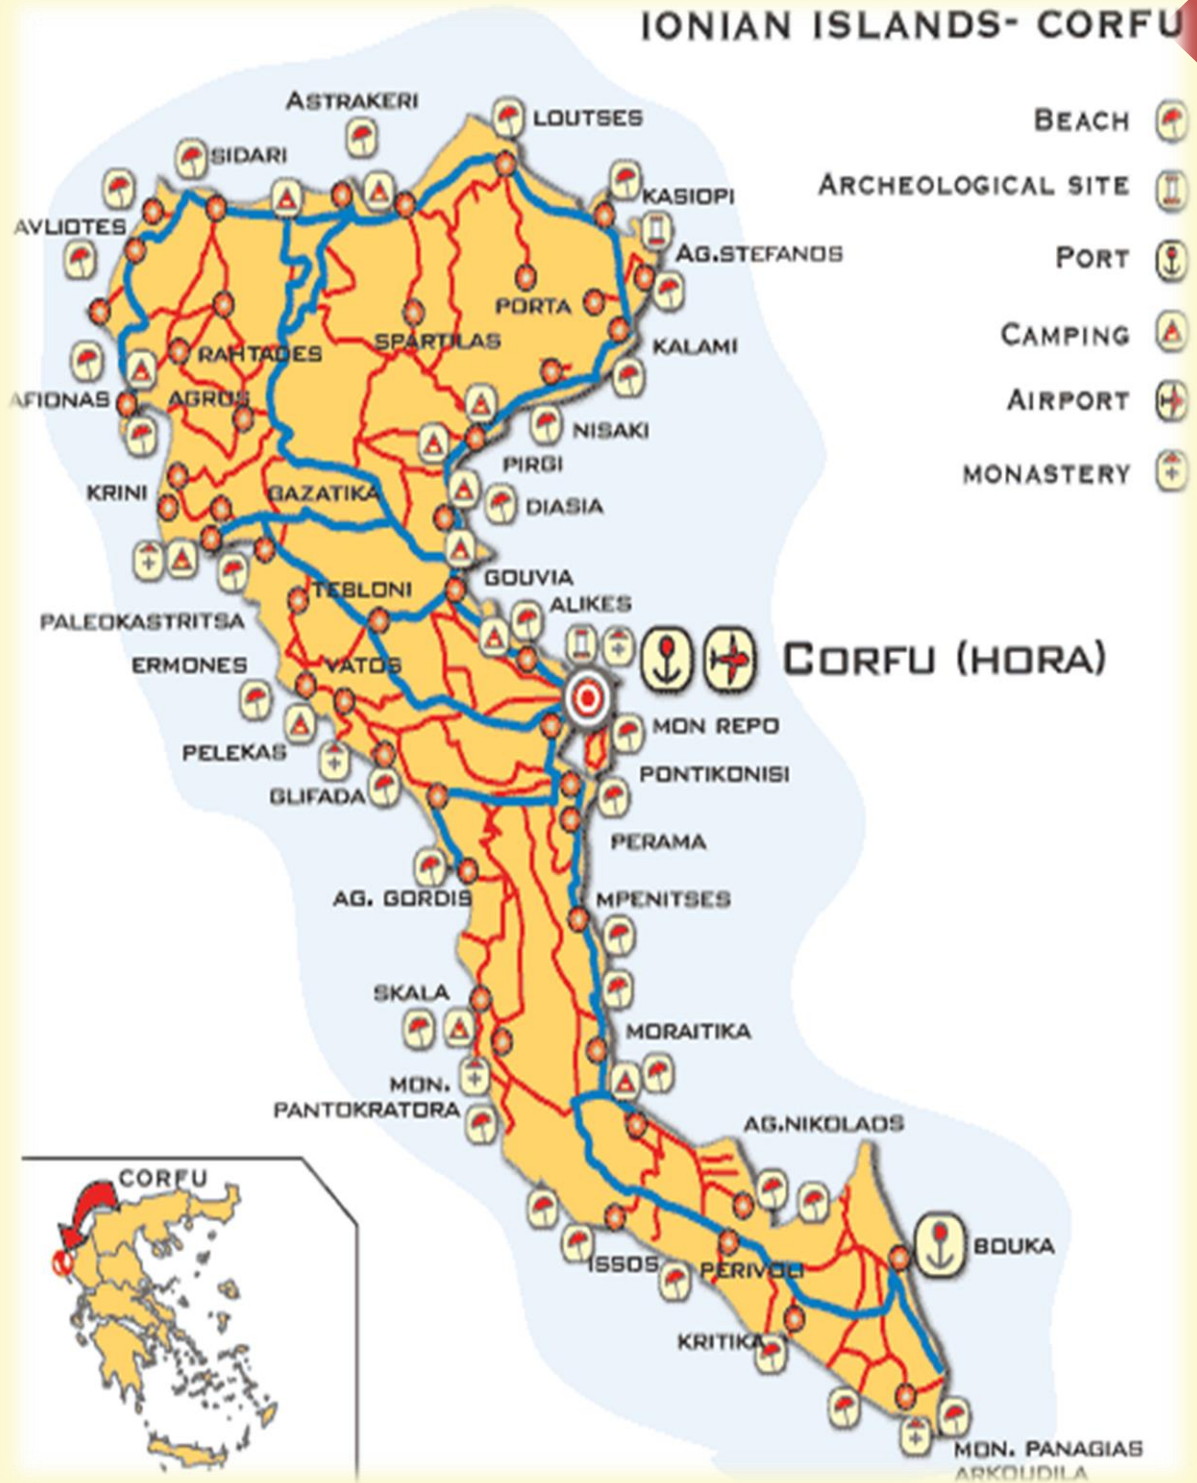 IONIAN ISLANDS- CORFU
BEACH
ARCHEOLOGICAL SITE
PORT
CAMPING
AIRPORT
MONASTERY
ASTRAKERI
LOUTSES
SIDARI
KASIOPI
AVLIOTES
AG.STEFANOS
PORTA
SPARTILAS
KALAMI
RAHTADES
AFIONAS
AGROS
NISAKI
PIRGI
KRINI
GAZATIKA
DIASIA
GOUVIA
TEBLONI
ALIKES
PALEOKASTRITSA
CORFU (HORA)
ERMONES
VATOS
MON REPO
PELEKAS
PONTIKONISI
GLIFADA
PERAMA
AG. GORDIS
MPENITSES
SKALA
MORAITIKA
MON.
PANTOKRATORA
AG.NIKOLAOS
CORFU
BOUKA
ISSOS
PERIVOLI
KRITIKA
MON. PANAGIAS
ARKOUDILA